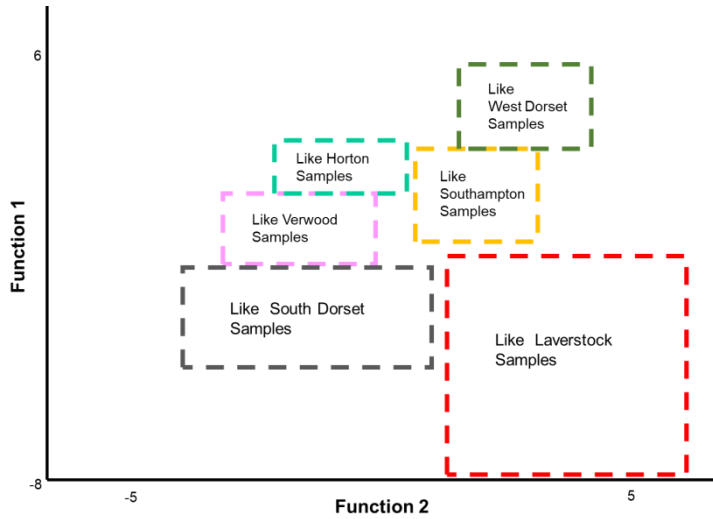 6
Like
West Dorset
Samples
Like Horton
Samples
Like
Southampton
Samples
Like Verwood
Samples
Function 1
Like South Dorset
Samples
Like Laverstock
Samples
-8
-5
Function 2
5